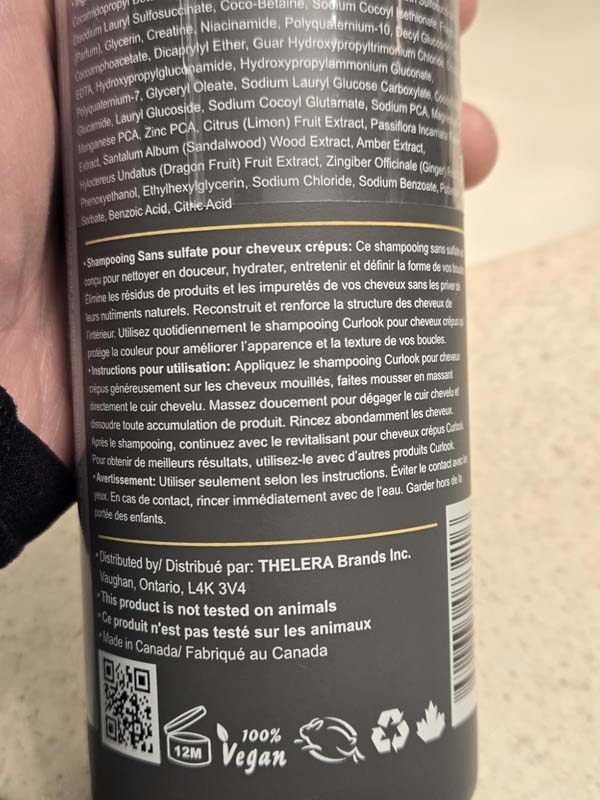 Disodium Lauryl Sulfosuccinate, Coco-Betaine, Sodium Cocoyl Isethionate,
(Parfum), Glycerin, Creatine, Niacinamide, Polyquaternium-10, Decyl
Cocoamphoacetate, Dicaprylyl Ether, Guar Hydroxypropyltrimonium Chloride,
EDTA, Hydroxypropylglucunamide, Hydroxypropylammonium Gluconate,
Polyquaternium-7, Glyceryl Oleate, Sodium Lauryl Glucose Carboxylate,
Glucamide, Lauryl Glucoside, Sodium Cocoyl Glutamate, Sodium PCA,
Manganese PCA, Zinc PCA, Citrus (Limon) Fruit Extract, Passiflora Incarnata
Extract, Santalum Album (Sandalwood) Wood Extract, Amber Extract,
Hylocereus Undatus (Dragon Fruit) Fruit Extract, Zingiber Officinale (Ginger)
Phenoxyethanol, Ethylhexylglycerin, Sodium Chloride, Sodium Benzoate,
Sorbate, Benzoic Acid, Citric Acid
• Shampooing Sans sulfate pour cheveux crépus: Ce shampooing sans sulfate
conçu pour nettoyer en douceur, hydrater, entretenir et définir la forme de vos boucles
Élimine les résidus de produits et les impuretés de vos cheveux sans les priver de
leurs nutriments naturels. Reconstruit et renforce la structure des cheveux de
l'intérieur. Utilisez quotidiennement le shampooing Curlook pour cheveux crépus qui
protège la couleur pour améliorer l'apparence et la texture de vos boucles.
• Instructions pour utilisation: Appliquez le shampooing Curlook pour cheveux
crépus généreusement sur les cheveux mouillés, faites mousser en massant
directement le cuir chevelu. Massez doucement pour dégager le cuir chevelu et
dissoudre toute accumulation de produit. Rincez abondamment les cheveux.
Après le shampooing, continuez avec le revitalisant pour cheveux crépus Curlook.
Pour obtenir de meilleurs résultats, utilisez-le avec d'autres produits Curlook.
• Avertissement: Utiliser seulement selon les instructions. Éviter le contact avec les
yeux. En cas de contact, rincer immédiatement avec de l'eau. Garder hors de la
portée des enfants.
• Distributed by/ Distribué par: THELERA Brands Inc.
Vaughan, Ontario, L4K 3V4
• This product is not tested on animals
• Ce produit n'est pas testé sur les animaux
• Made in Canada/ Fabriqué au Canada
12M
100%
Vegan